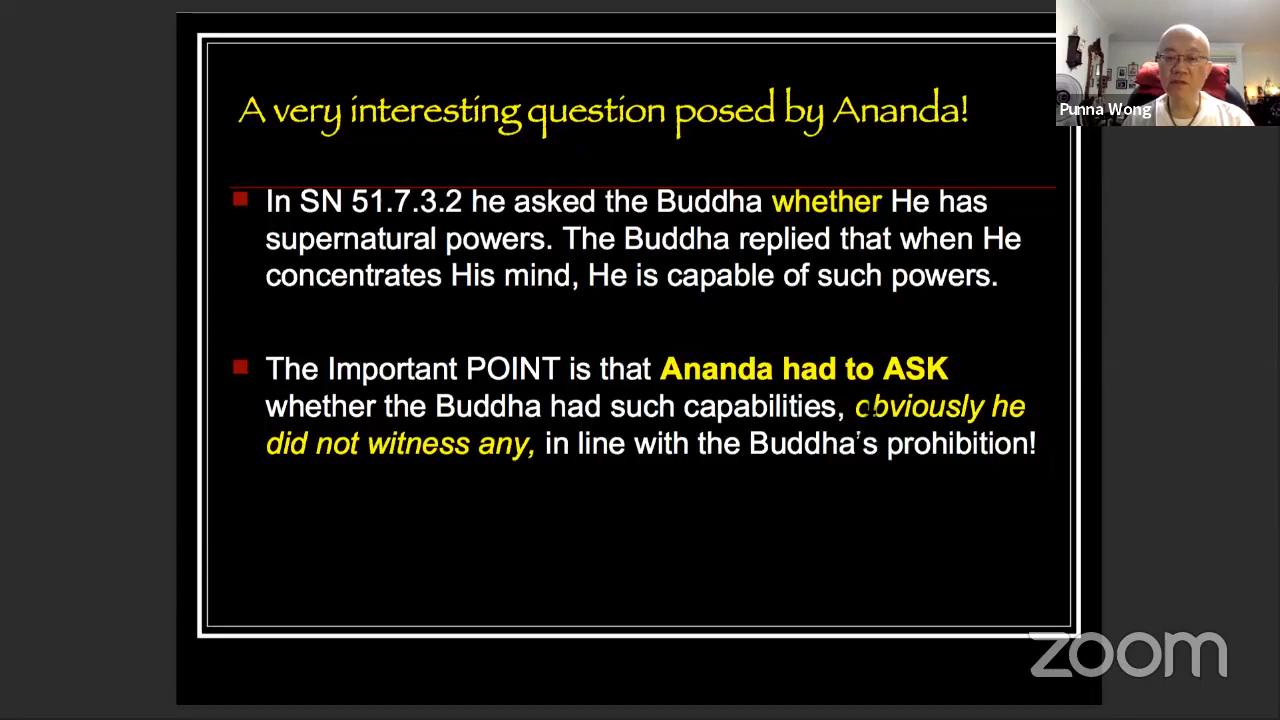 A very interesting question posed by Ananda!
In SN 51.7.3.2 he asked the Buddha whether He has
supernatural powers. The Buddha replied that when He
concentrates His mind, He is capable of such powers.
The Important POINT is that Ananda had to ASK
whether the Buddha had such capabilities, obviously he
did not witness any, in line with the Buddha's prohibition!
Punna Wong
zoom